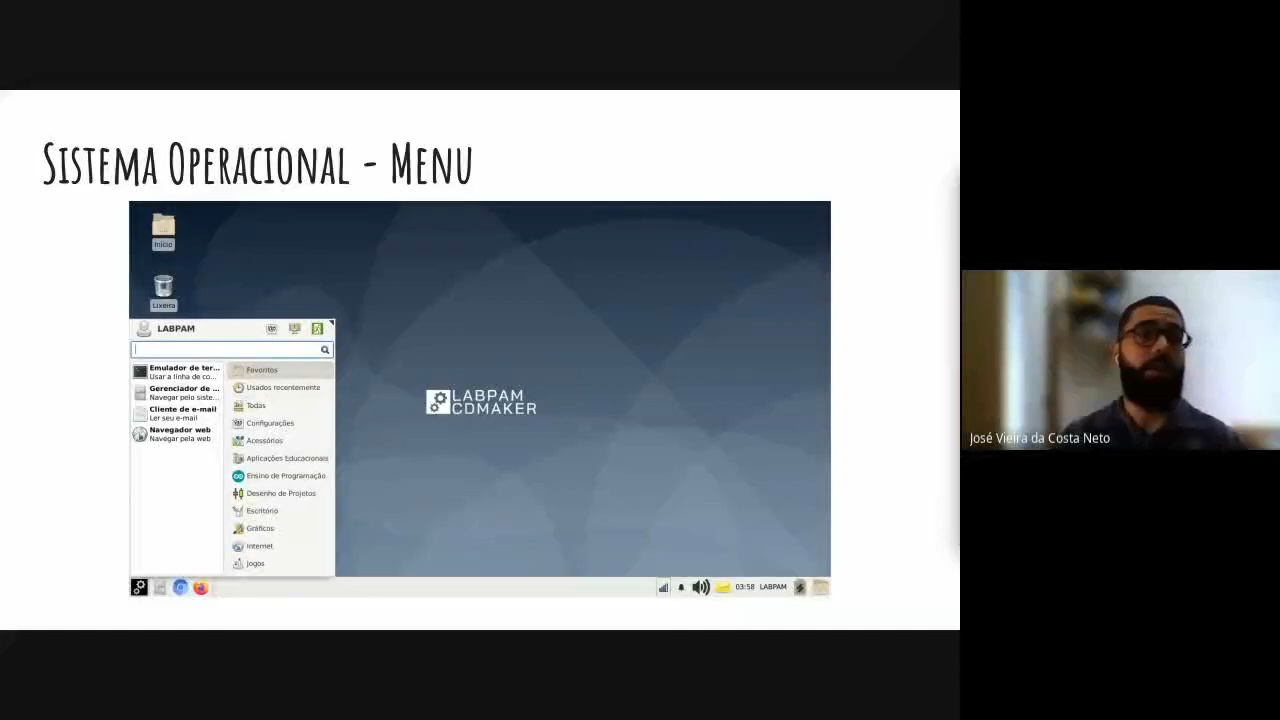 Sistema Operacional - Menu
Início
Lixeira
LABPAM
Emulador de ter...
Usar a linha de co...
Gerenciador de ...
Navegar pelo siste...
Cliente de e-mail
Ler seu e-mail
Navegador web
Navegar pela web
Favoritos
Usados recentemente
Todas
Configurações
Acessórios
Aplicações Educacionais
Ensino de Programação
Desenho de Projetos
Escritório
Gráficos
Internet
Jogos
LABPAM
CDMAKER
03:58 LABPAM
José Vieira da Costa Neto